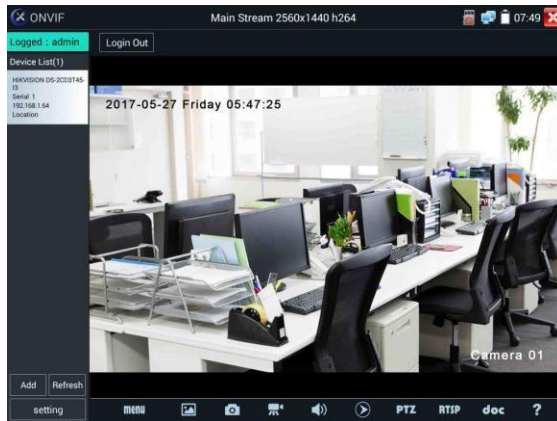 ONVIF
Main Stream 2560x1440 h264
07:49
Logged : admin
Login Out
Device List(1)
HIKVISION DS-2CD3T45-
I3
Serial 1
192.168.1.64
Location
2017-05-27 Friday 05:47:25
Camera 01
Add
Refresh
setting
menu
PTZ
RTSP
doc
?